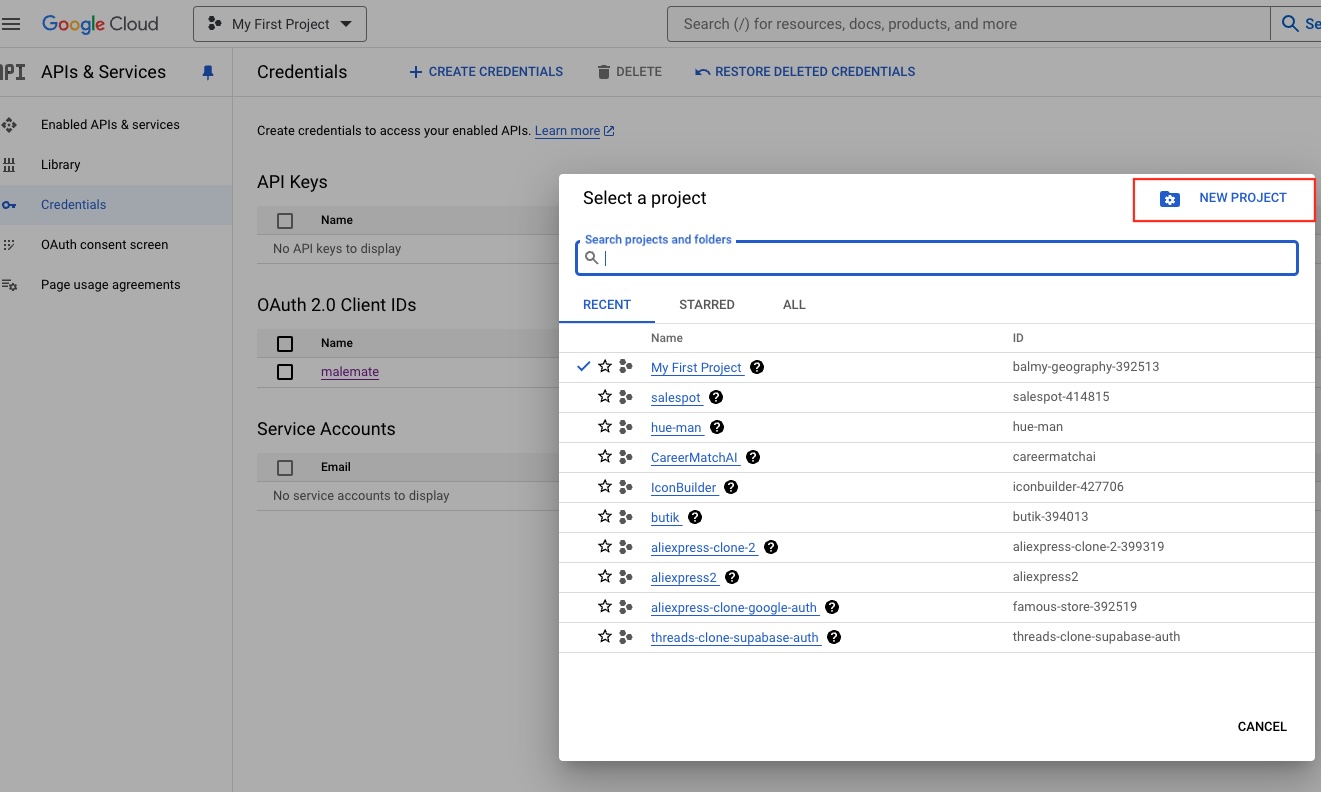 Google Cloud
My First Project
Search (/) for resources, docs, products, and more
Se
API
APIs & Services
Credentials
CREATE CREDENTIALS
DELETE
RESTORE DELETED CREDENTIALS
Enabled APIs & services
Library
Credentials
OAuth consent screen
Page usage agreements
Create credentials to access your enabled APIs. Learn more
API Keys
Name
No API keys to display
OAuth 2.0 Client IDs
Name
malemate
Service Accounts
Email
No service accounts to display
Select a project
NEW PROJECT
Search projects and folders
RECENT STARRED ALL
Name ID
My First Project balmy-geography-392513
salespot salespot-414815
hue-man hue-man
CareerMatchAI careermatchai
IconBuilder iconbuilder-427706
butik butik-394013
aliexpress-clone-2 aliexpress-clone-2-399319
aliexpress2 aliexpress2
aliexpress-clone-google-auth famous-store-392519
threads-clone-supabase-auth threads-clone-supabase-auth
CANCEL